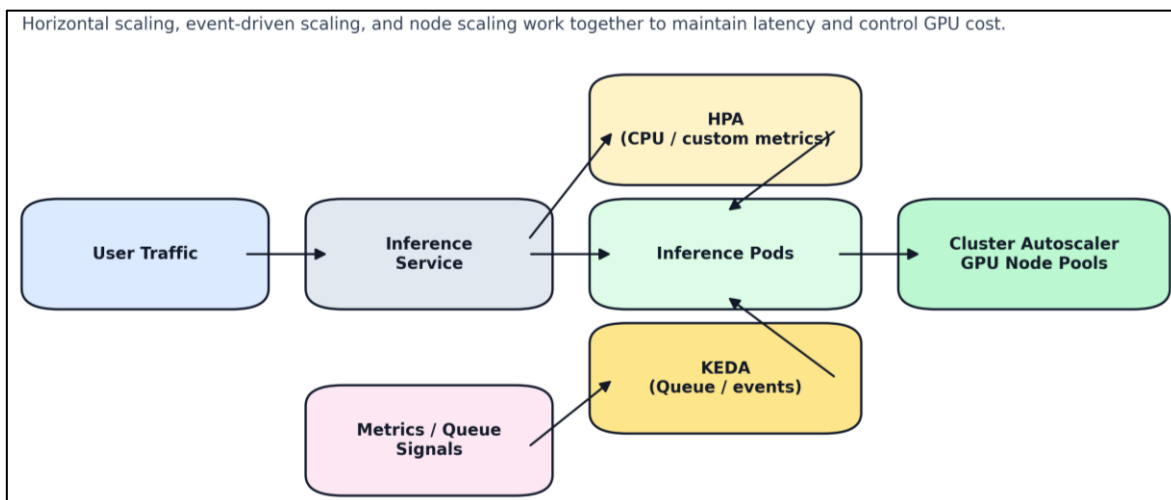 Horizontal scaling, event-driven scaling, and node scaling work together to maintain latency and control GPU cost.
HPA
(CPU / custom metrics)
User Traffic
Inference
Service
Inference Pods
Cluster Autoscaler
GPU Node Pools
KEDA
(Queue / events)
Metrics / Queue
Signals